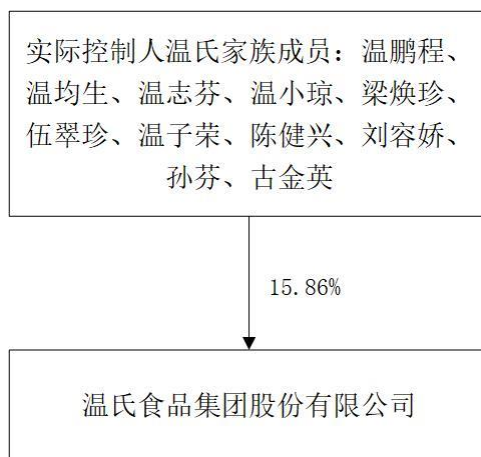 实际控制人温氏家族成员：温鹏程、
温均生、温志芬、温小琼、梁焕珍、
伍翠珍、温子荣、陈健兴、刘容娇、
孙芬、古金英
15.86%
温氏食品集团股份有限公司